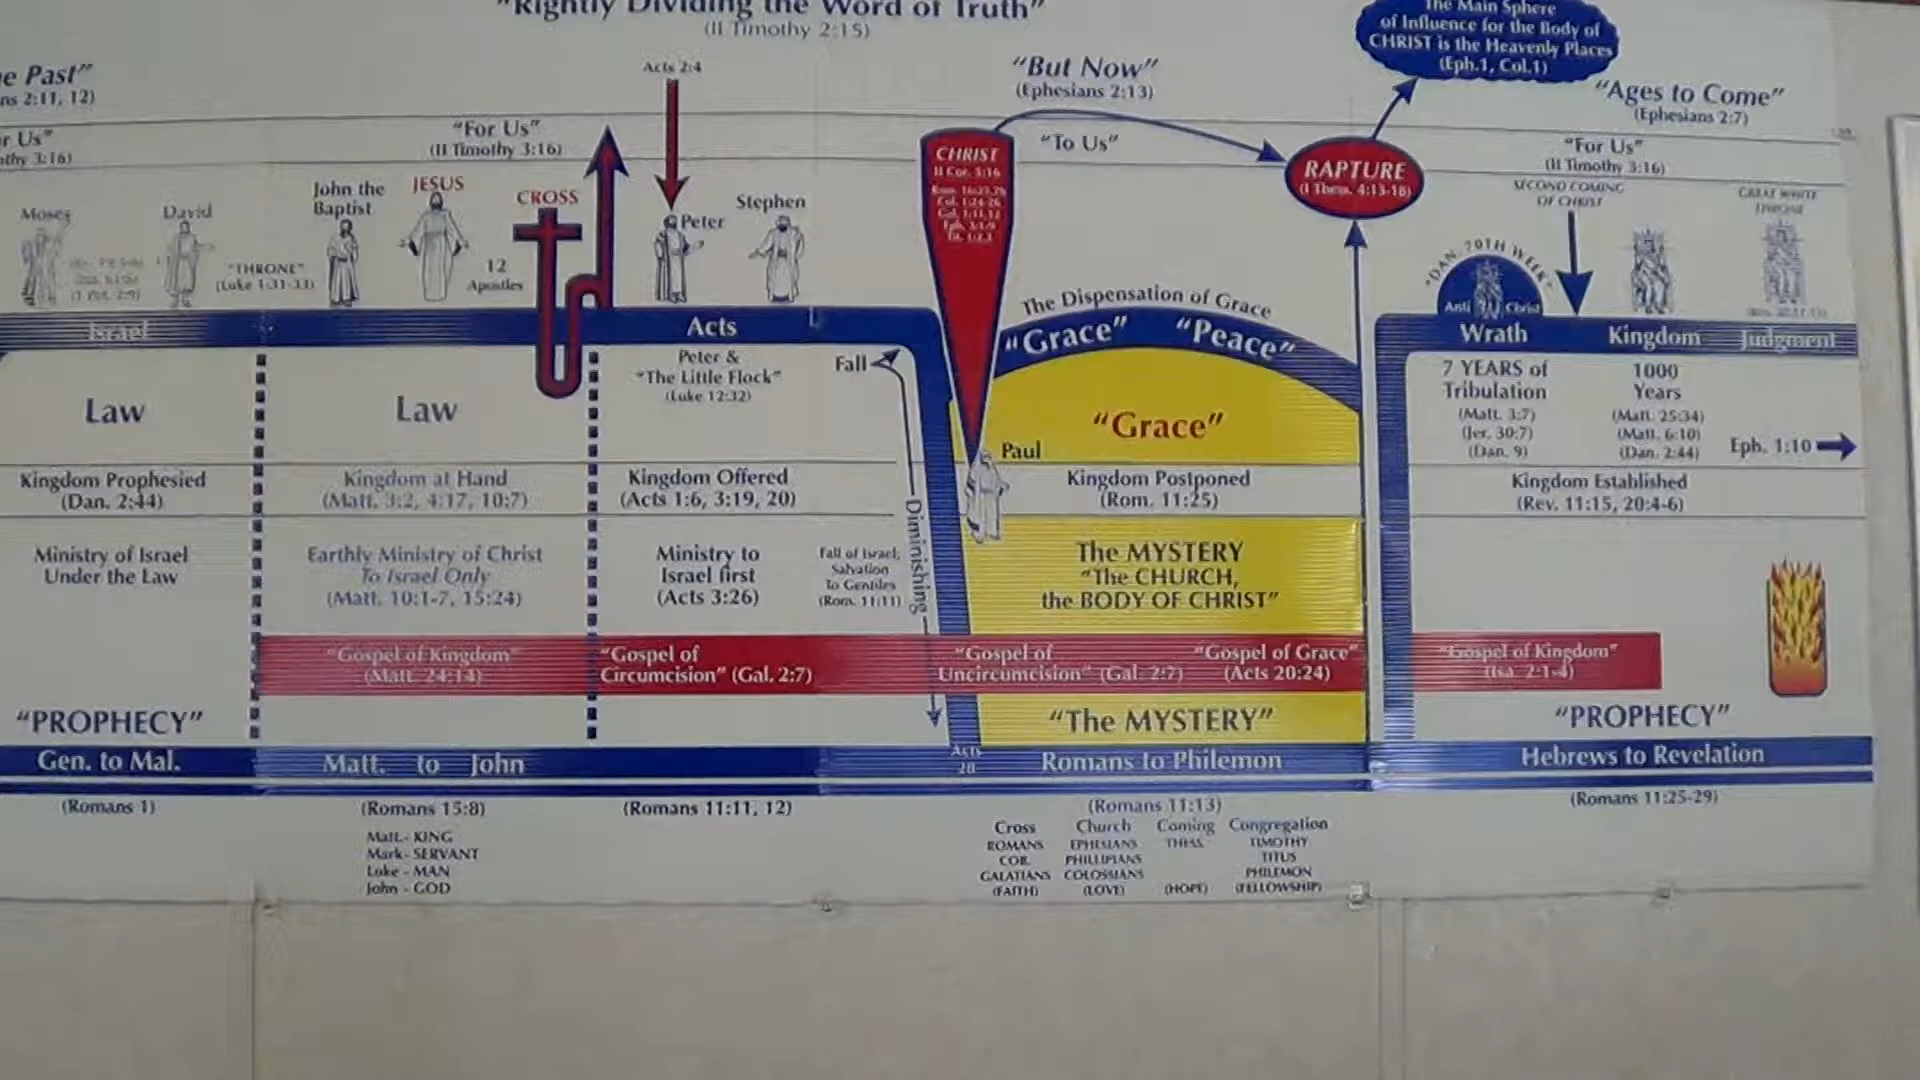 "Rightly Dividing the Word of Truth"
(II Timothy 2:15)
The Main Sphere
of Influence for the Body of
CHRIST is the Heavenly Places
(Eph.1, Col.1)
e Past"
ns 2:11, 12)
Acts 2:4
"But Now"
(Ephesians 2:13)
"Ages to Come"
(Ephesians 2:7)
r Us"
thy 3:16)
"For Us"
(II Timothy 3:16)
"To Us"
"For Us"
(II Timothy 3:16)
CHRIST
II Cor. 5:16
RAPTURE
(I Thess. 4:13-18)
SECOND COMING
OF CHRIST
GREAT WHITE
THRONE
Moses
David
"THRONE"
(Luke 1:31-33)
John the
Baptist
JESUS
12
Apostles
CROSS
Peter
Stephen
"DAN. 70TH WEEK"
Anti Christ
The Dispensation of Grace
"Grace" "Peace"
Israel
Acts
Wrath
Kingdom
Judgment
Law
Law
Peter &
"The Little Flock"
(Luke 12:32)
Fall
"Grace"
Paul
7 YEARS of
Tribulation
(Matt. 3:7)
(Jer. 30:7)
(Dan. 9)
1000
Years
(Matt. 25:34)
(Matt. 6:10)
(Dan. 2:44)
Eph. 1:10
Kingdom Prophesied
(Dan. 2:44)
Kingdom at Hand
(Matt. 3:2, 4:17, 10:7)
Kingdom Offered
(Acts 1:6, 3:19, 20)
Kingdom Postponed
(Rom. 11:25)
Kingdom Established
(Rev. 11:15, 20:4-6)
Ministry of Israel
Under the Law
Earthly Ministry of Christ
To Israel Only
(Matt. 10:1-7, 15:24)
Ministry to
Israel first
(Acts 3:26)
Fall of Israel,
Salvation
To Gentiles
(Rom. 11:11)
Diminishing
The MYSTERY
"The CHURCH,
the BODY OF CHRIST"
"Gospel of Kingdom"
(Matt. 24:14)
"Gospel of
Circumcision" (Gal. 2:7)
"Gospel of
Uncircumcision" (Gal. 2:7)
"Gospel of Grace"
(Acts 20:24)
"Gospel of Kingdom"
(Isa. 2:1-4)
"PROPHECY"
"The MYSTERY"
"PROPHECY"
Gen. to Mal.
Matt. to John
Acts
28
Romans to Philemon
Hebrews to Revelation
(Romans 1)
(Romans 15:8)
(Romans 11:11, 12)
(Romans 11:13)
(Romans 11:25-29)
Matt.- KING
Mark- SERVANT
Luke - MAN
John - GOD
Cross
ROMANS
COR.
GALATIANS
(FAITH)
Church
EPHESIANS
PHILLIPIANS
COLOSSIANS
(LOVE)
Coming
THESS.
(HOPE)
Congregation
TIMOTHY
TITUS
PHILEMON
(FELLOWSHIP)